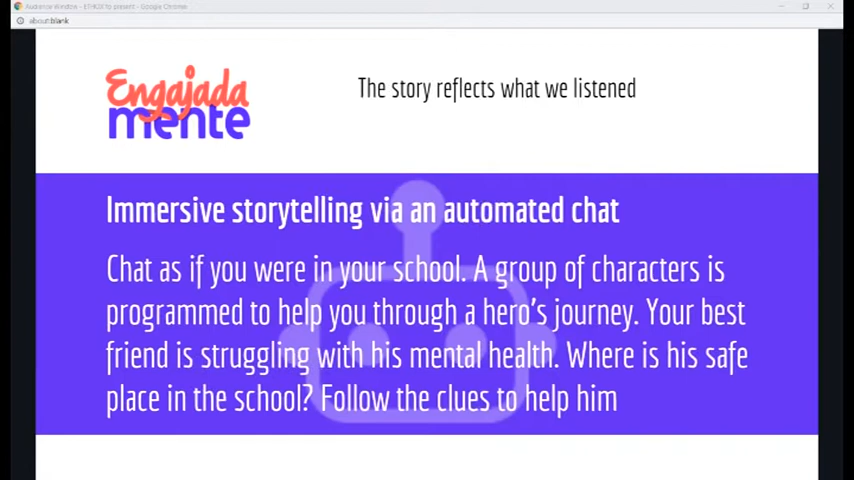 Audience Window - ETHK2X to present - Google Chrome
about:blank
Engajada
mente
The story reflects what we listened
Immersive storytelling via an automated chat
Chat as if you were in your school. A group of characters is
programmed to help you through a hero's journey. Your best
friend is struggling with his mental health. Where is his safe
place in the school? Follow the clues to help him